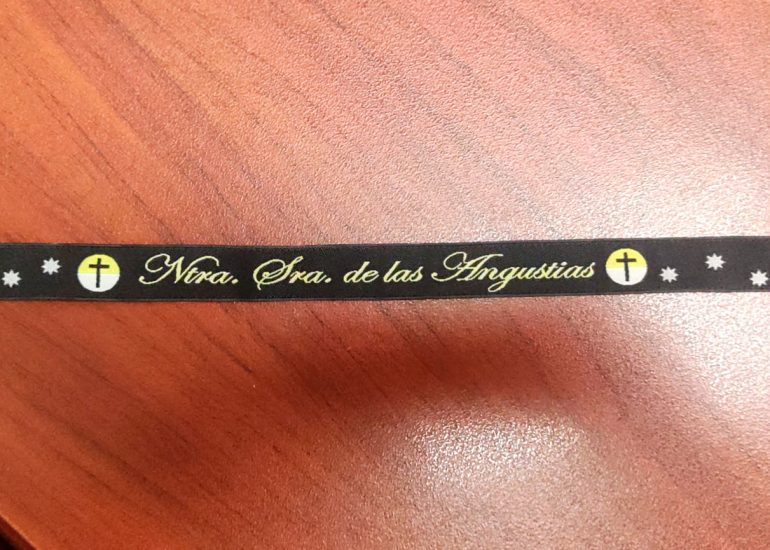 Ntra. Sra. de las Angustias